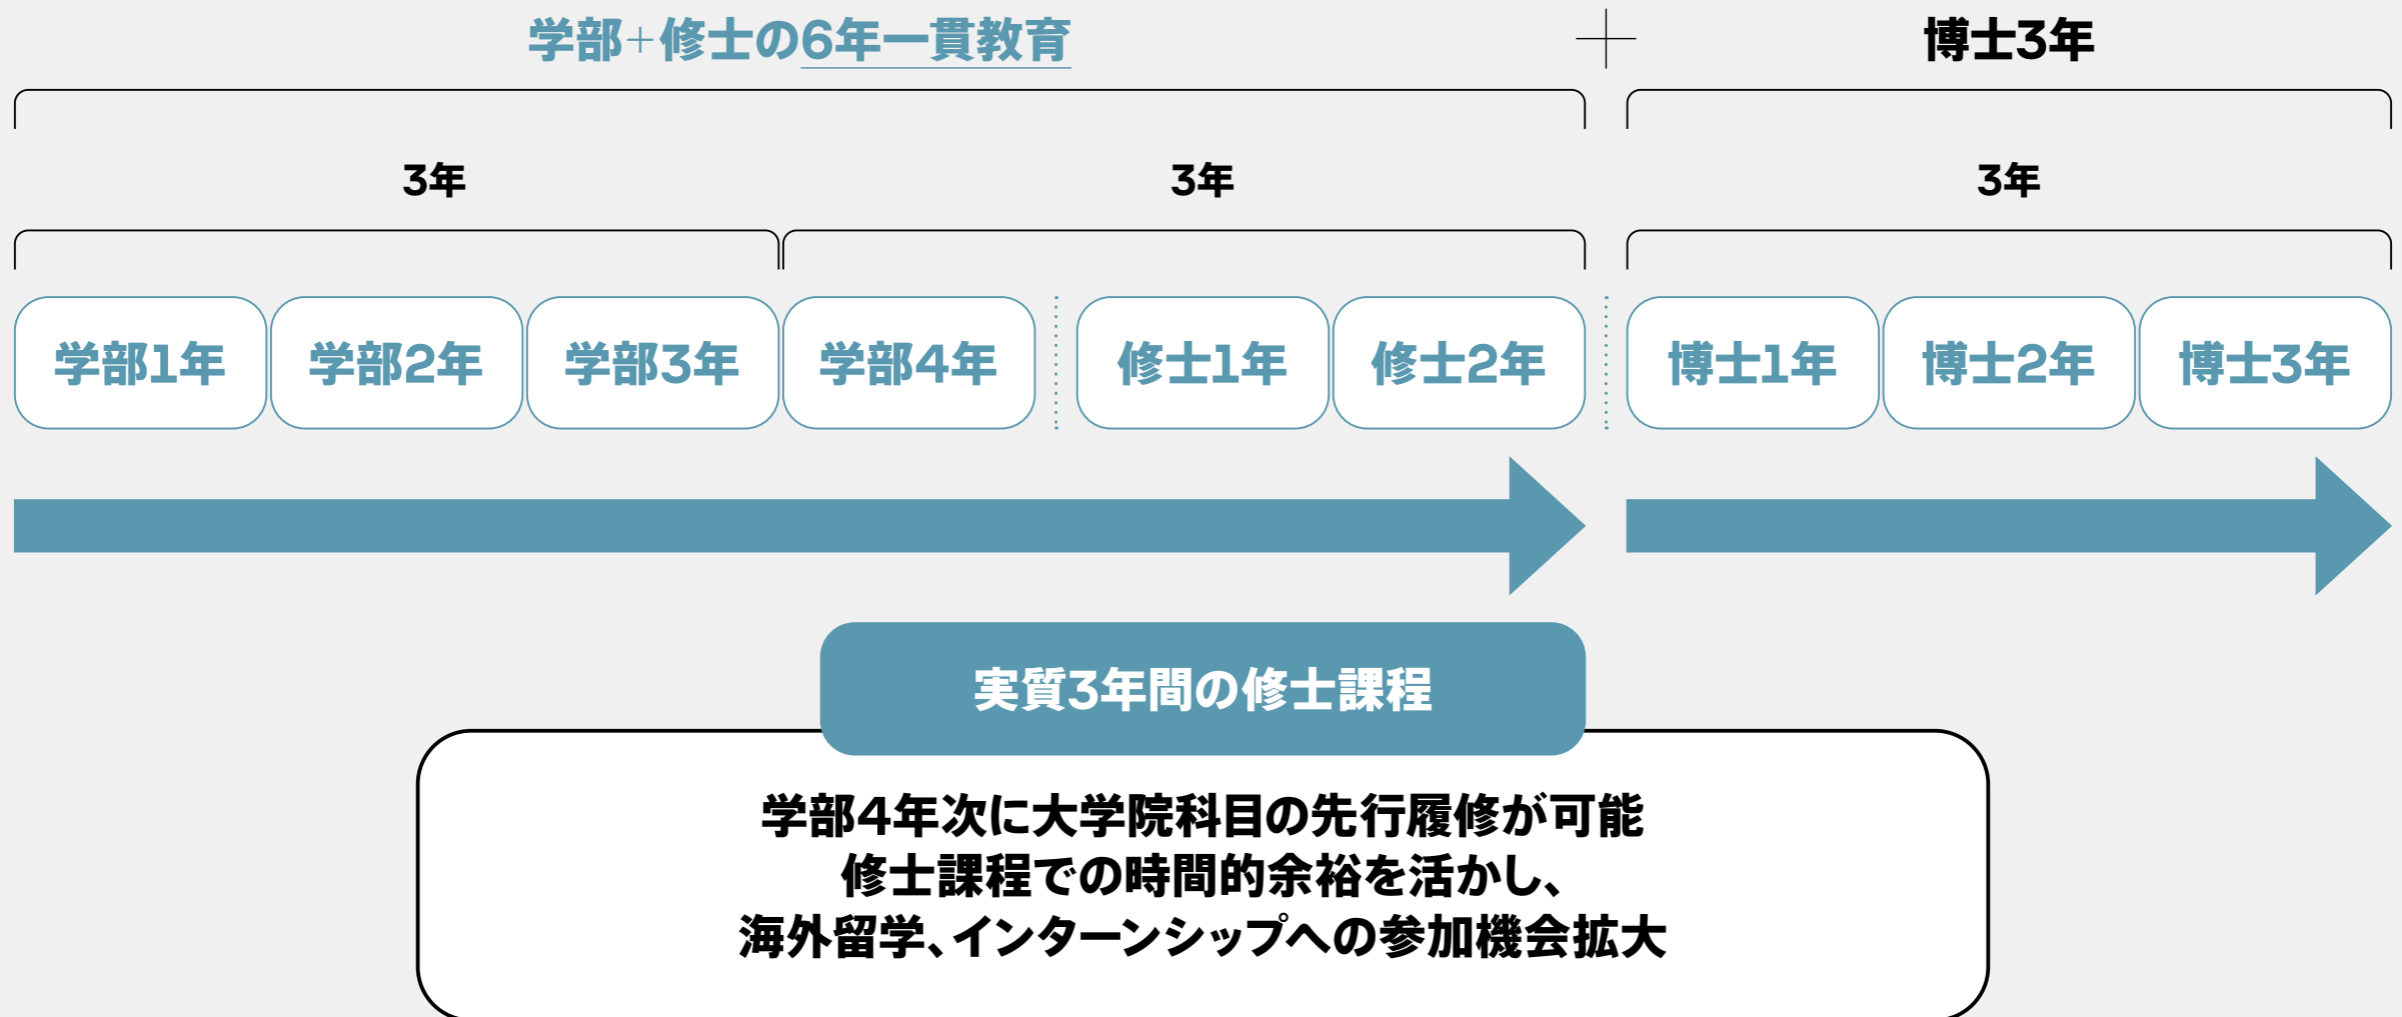 学部+修士の6年一貫教育
+
博士3年
3年
3年
3年
学部1年
学部2年
学部3年
学部4年
修士1年
修士2年
博士1年
博士2年
博士3年
実質3年間の修士課程
学部4年次に大学院科目の先行履修が可能
修士課程での時間的余裕を活かし、
海外留学、インターンシップへの参加機会拡大